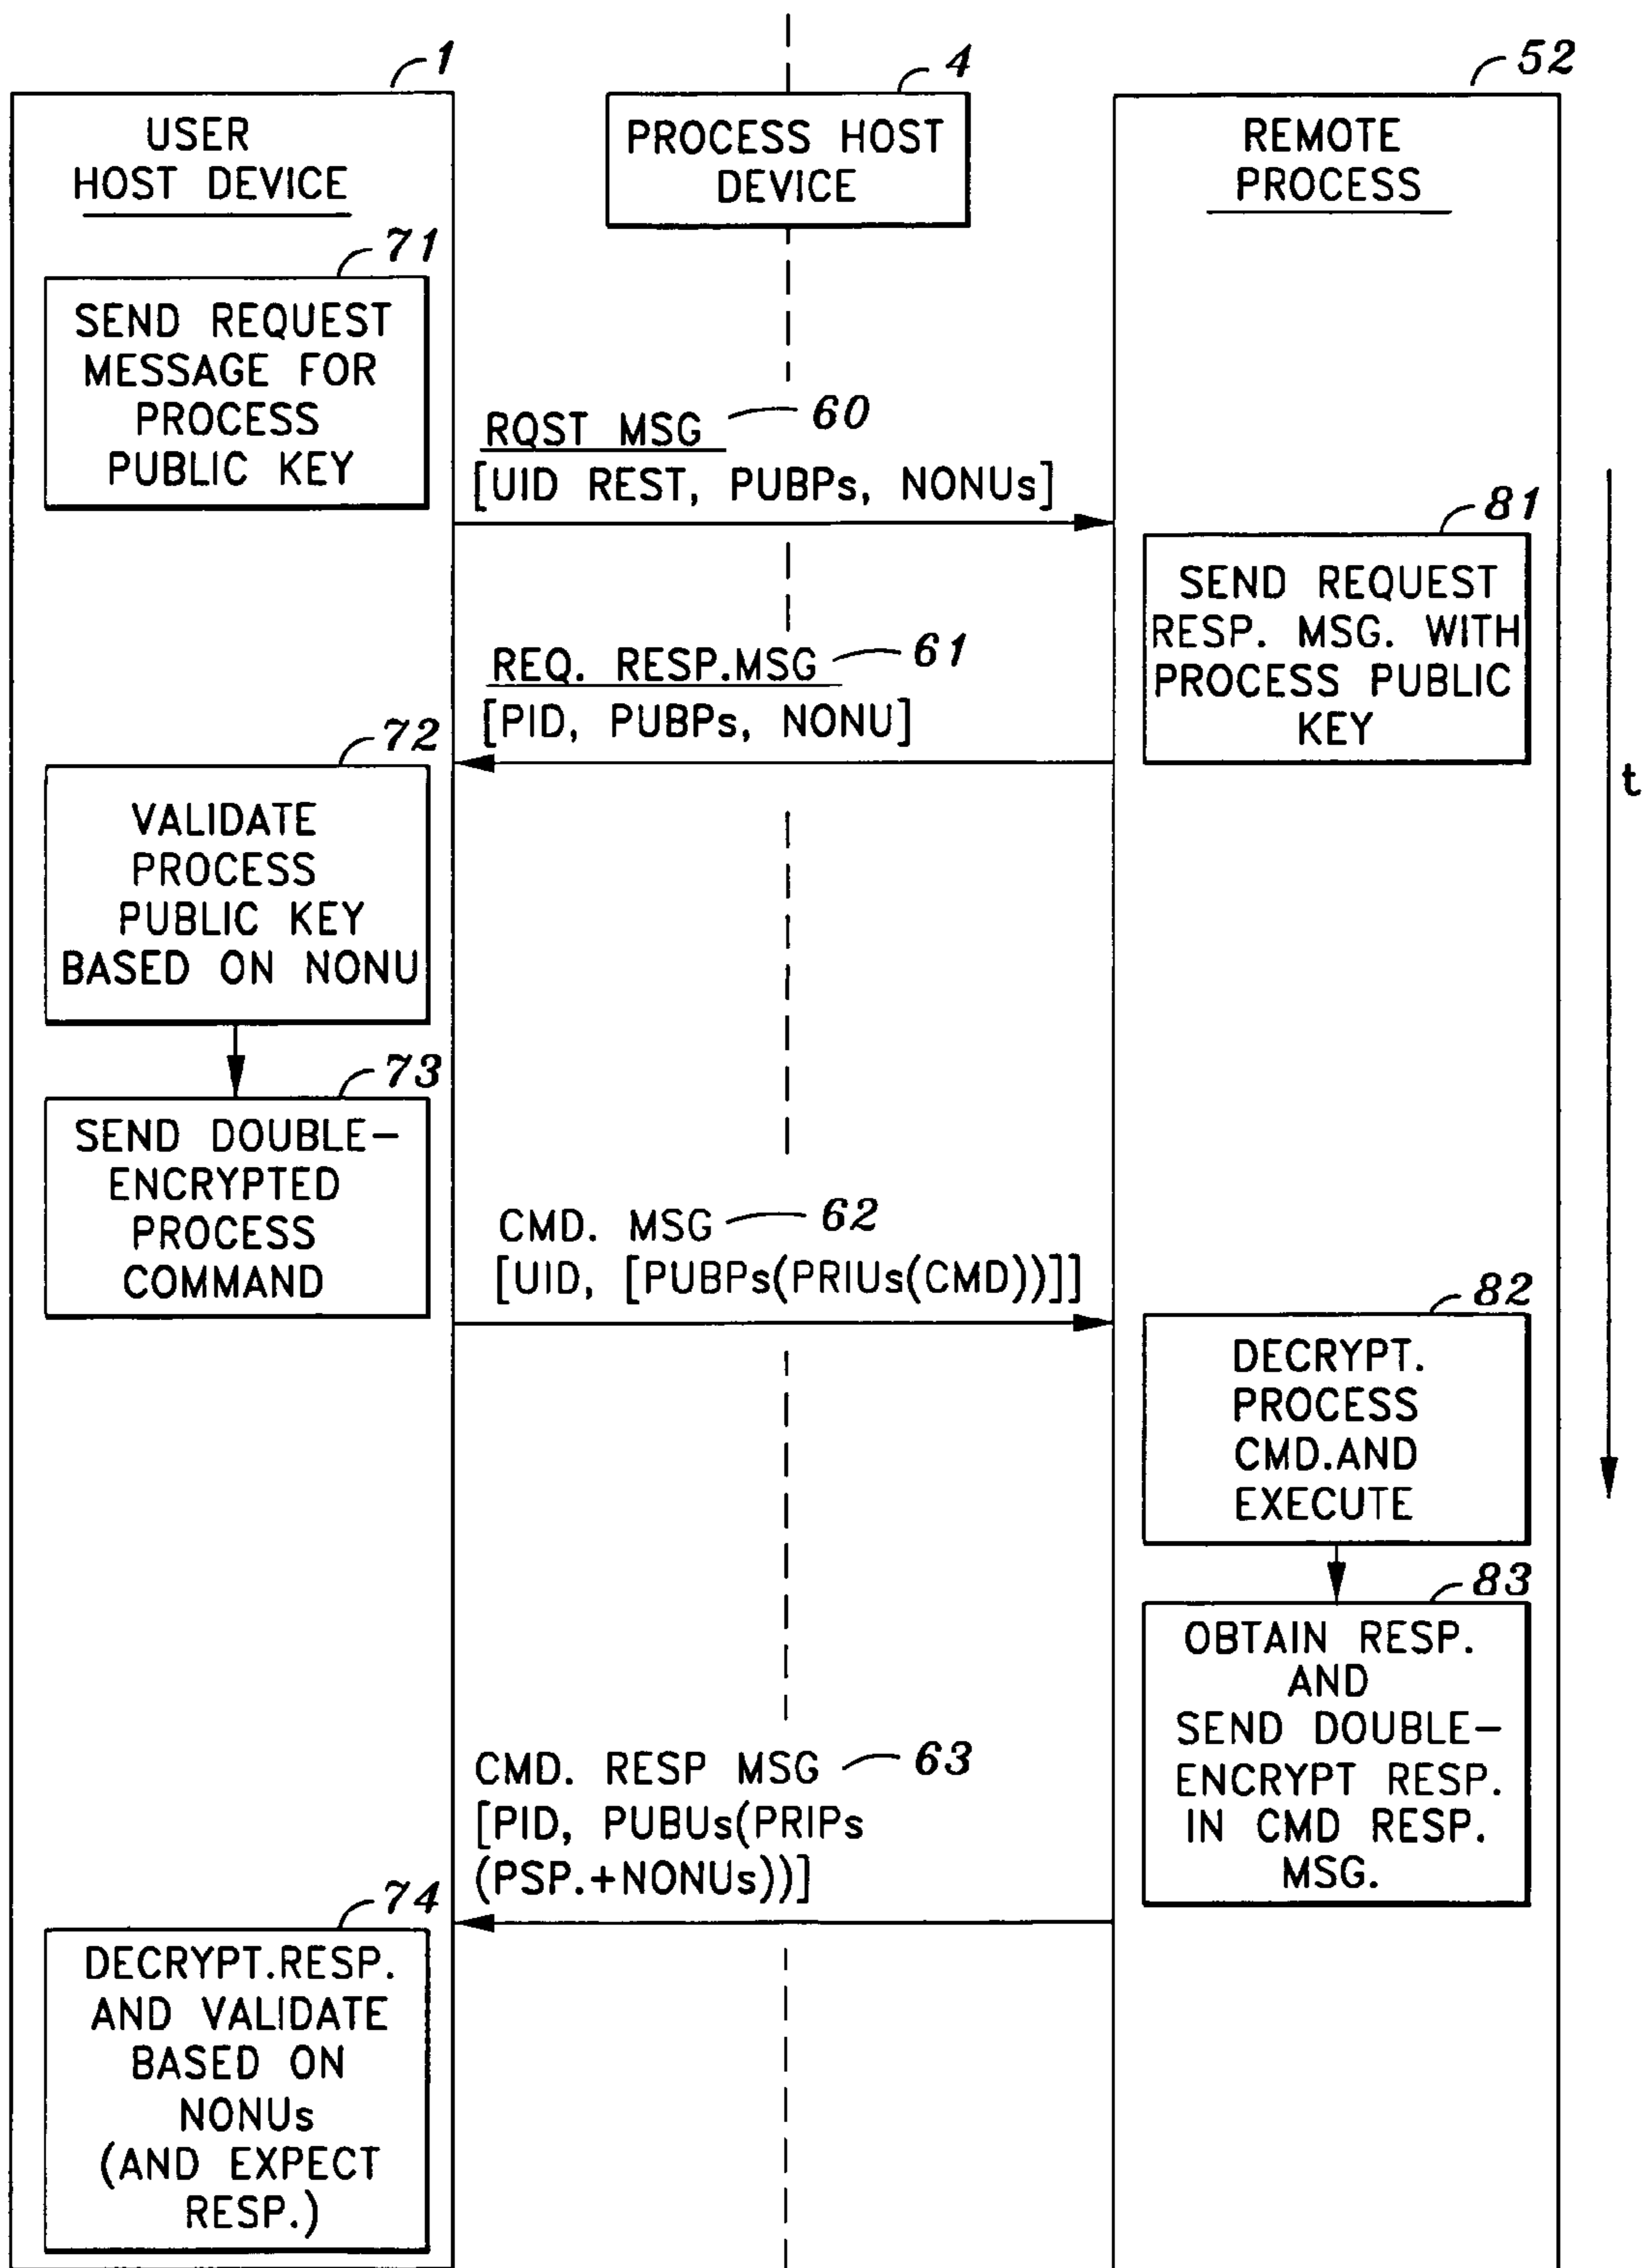 1
USER
HOST DEVICE
4
PROCESS HOST
DEVICE
52
REMOTE
PROCESS
71
SEND REQUEST
MESSAGE FOR
PROCESS
PUBLIC KEY
RQST MSG 60
[UID REST, PUBPs, NONUs]
81
SEND REQUEST
RESP. MSG. WITH
PROCESS PUBLIC
KEY
REQ. RESP.MSG 61
[PID, PUBPs, NONU]
t
72
VALIDATE
PROCESS
PUBLIC KEY
BASED ON NONU
73
SEND DOUBLE-
ENCRYPTED
PROCESS
COMMAND
CMD. MSG 62
[UID, [PUBPs(PRIUs(CMD))]]
82
DECRYPT.
PROCESS
CMD.AND
EXECUTE
83
OBTAIN RESP.
AND
SEND DOUBLE-
ENCRYPT RESP.
IN CMD RESP.
MSG.
CMD. RESP MSG 63
[PID, PUBUs(PRIPs
(PSP.+NONUs))]
74
DECRYPT.RESP.
AND VALIDATE
BASED ON
NONUs
(AND EXPECT
RESP.)